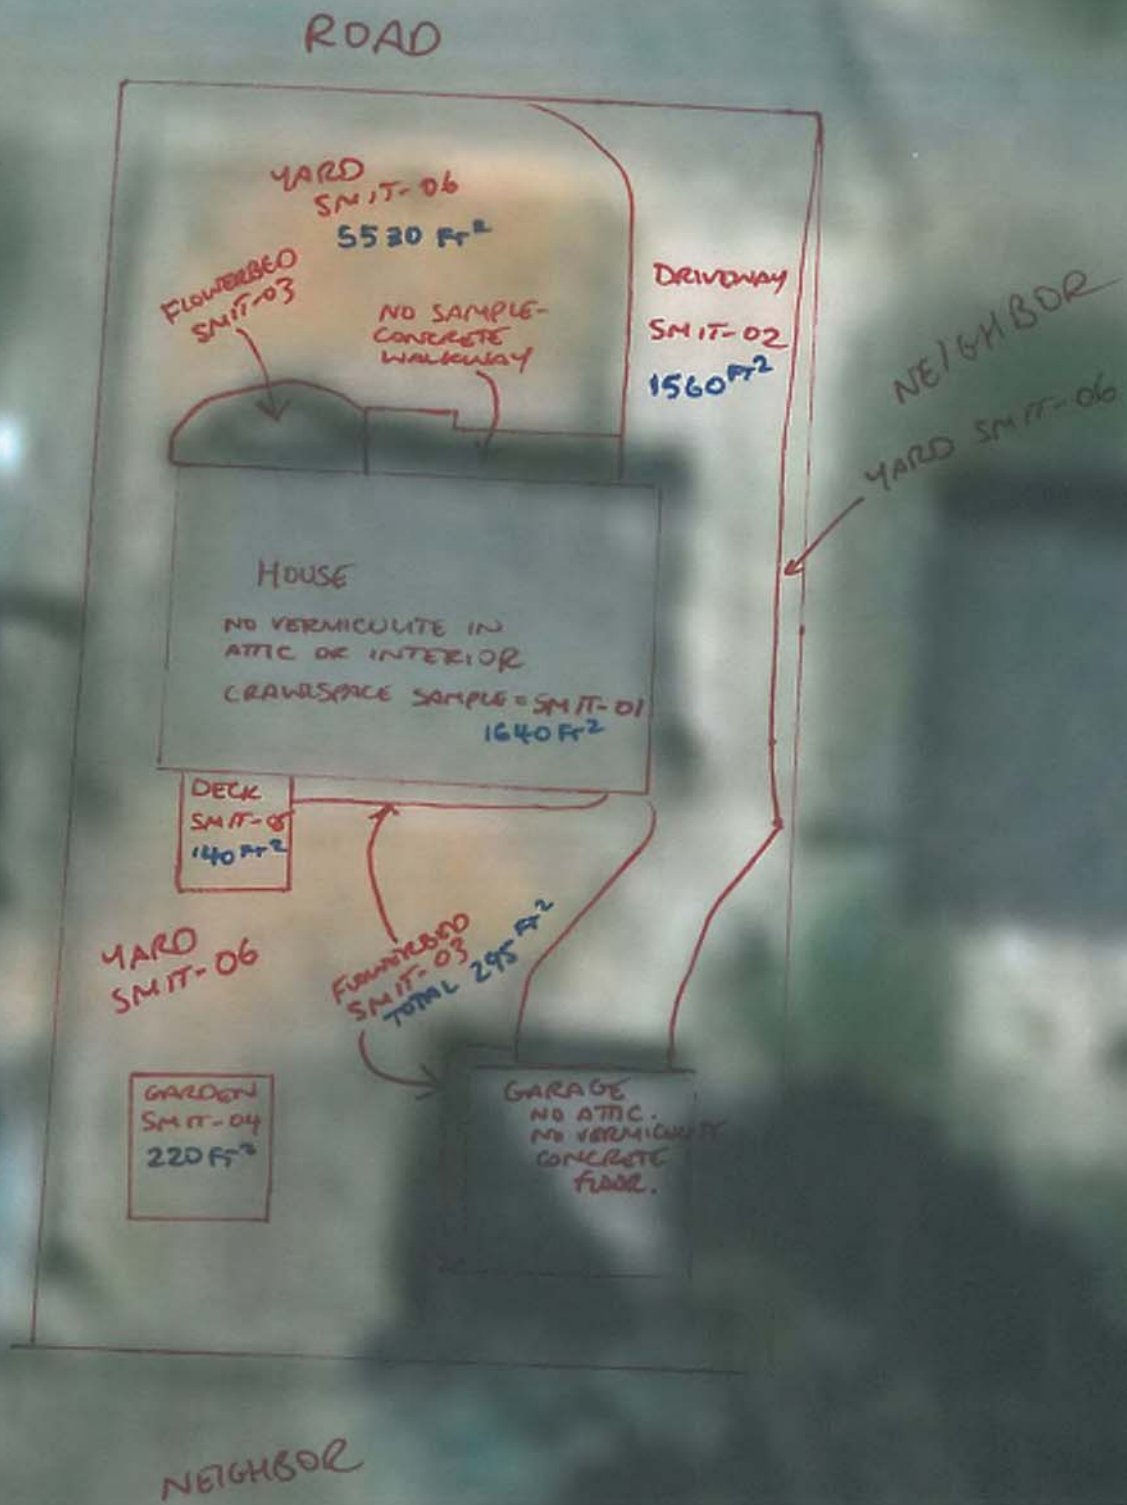 ROAD
YARD
SMIT-06
5530 FT²
FLOWERBED
SMIT-03
NO SAMPLE-
CONCRETE
WALKWAY
DRIVEWAY
SMIT-02
1560 FT²
NEIGHBOR
YARD SMIT-06
HOUSE
NO VERMICULITE IN
ATTIC OR INTERIOR
CRAWLSPACE SAMPLE = SMIT-01
1640 FT²
DECK
SMIT-05
140 FT²
YARD
SMIT-06
FLOWERBED
SMIT-03
TOTAL 295 FT²
GARDEN
SMIT-04
220 FT²
GARAGE
NO ATTIC.
NO VERMICULITE
CONCRETE
FLOOR.
NEIGHBOR